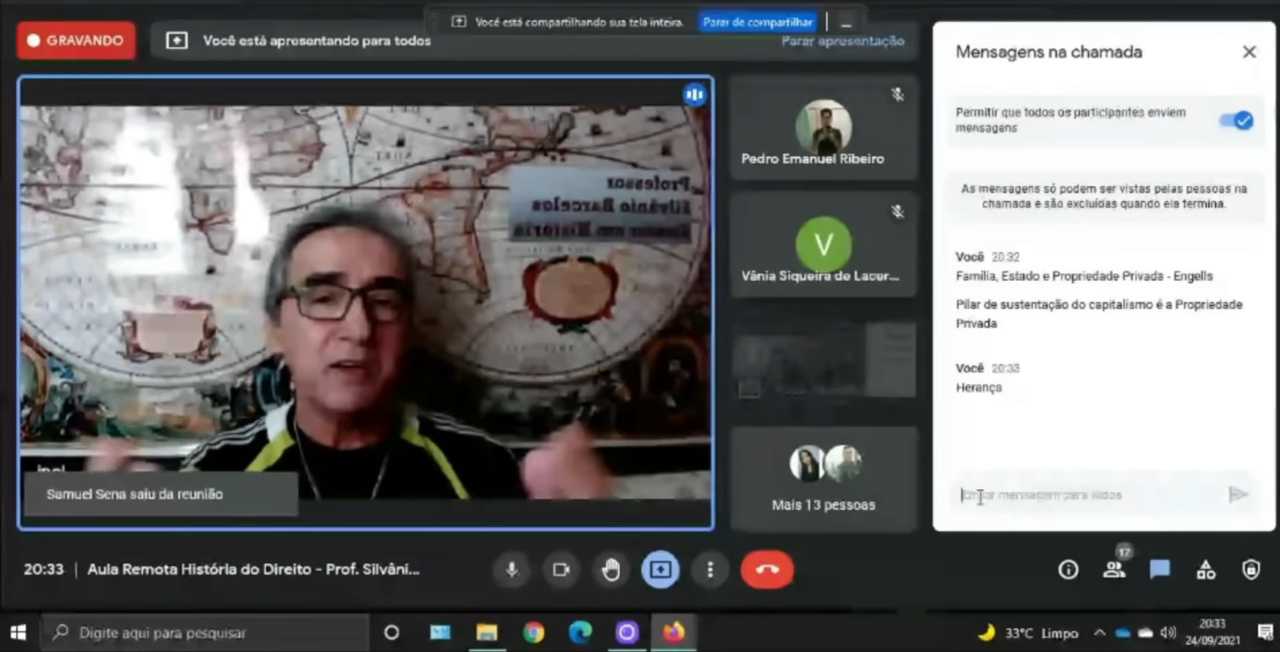 Você está compartilhando sua tela inteira.
Parar de compartilhar
GRAVANDO
Você está apresentando para todos
Parar apresentação
Professor
Silvânio Barcelos
em História
Samuel Sena saiu da reunião
Pedro Emanuel Ribeiro
V
Vânia Siqueira de Lacer...
Mais 13 pessoas
Mensagens na chamada
Permitir que todos os participantes enviem
mensagens
As mensagens só podem ser vistas pelas pessoas na
chamada e são excluídas quando ela termina.
Você 20:32
Família, Estado e Propriedade Privada - Engells
Pilar de sustentação do capitalismo é a Propriedade
Privada
Você 20:33
Herança
Enviar mensagem para todos
20:33 | Aula Remota História do Direito - Prof. Silvâni...
17
Digite aqui para pesquisar
33°C Limpo
20:33
24/09/2021